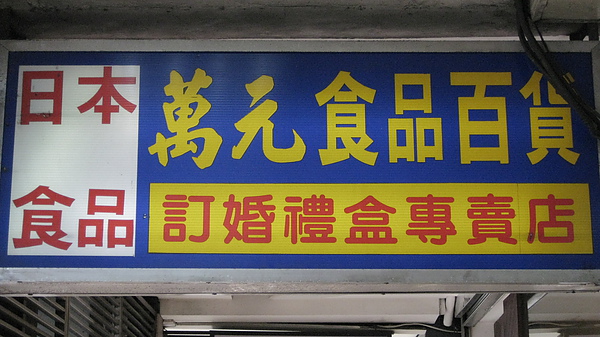 日本
食品
萬元食品百貨
訂婚禮盒專賣店